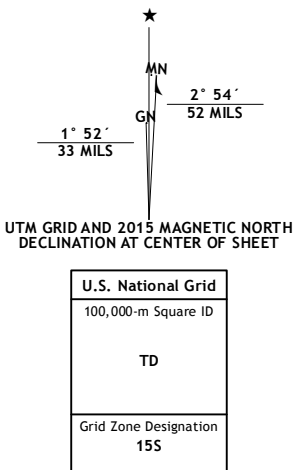 ★
MN
GN
2° 54´
52 MILS
1° 52´
33 MILS
UTM GRID AND 2015 MAGNETIC NORTH
DECLINATION AT CENTER OF SHEET
U.S. National Grid
100,000-m Square ID
TD
Grid Zone Designation
15S